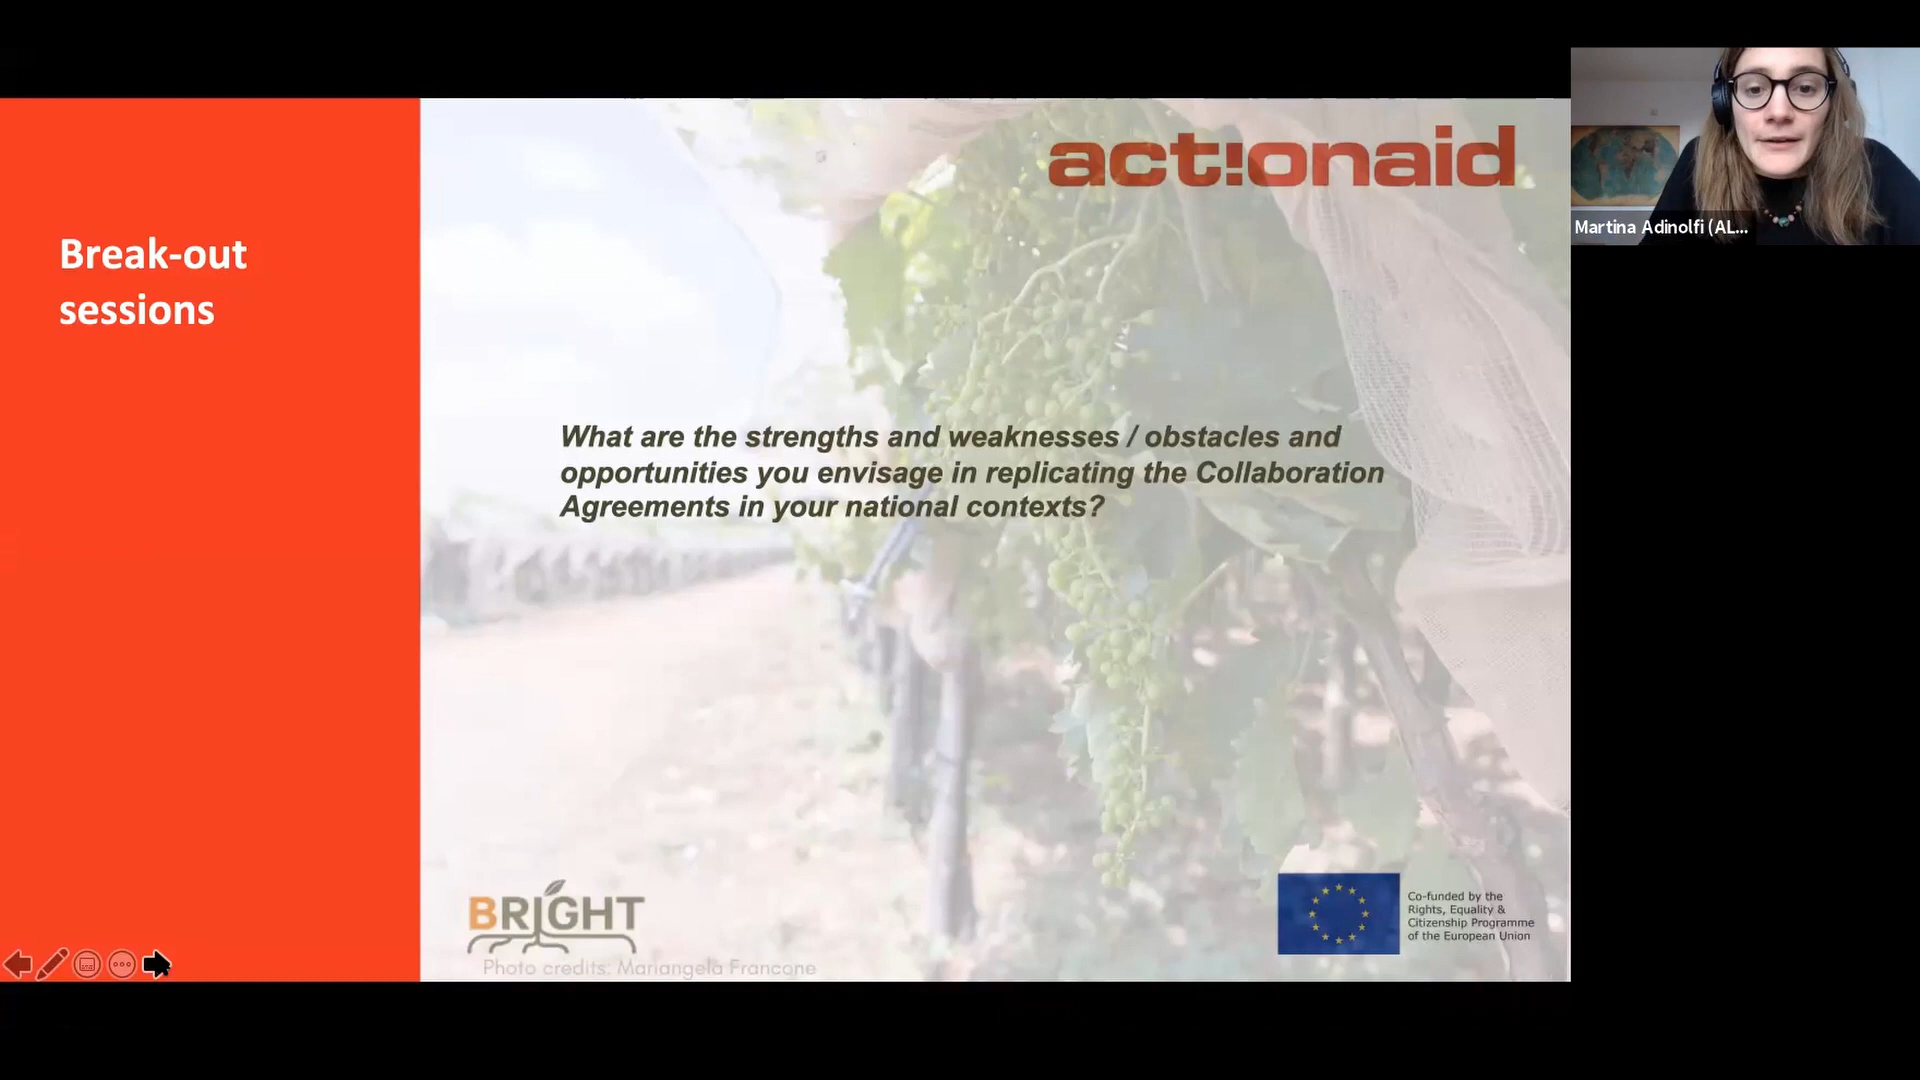 Break-out
sessions
act!onaid
What are the strengths and weaknesses / obstacles and
opportunities you envisage in replicating the Collaboration
Agreements in your national contexts?
BRIGHT
Photo credits: Mariangela Francone
Co-funded by the
Rights, Equality &
Citizenship Programme
of the European Union
Martina Adinolfi (AL...